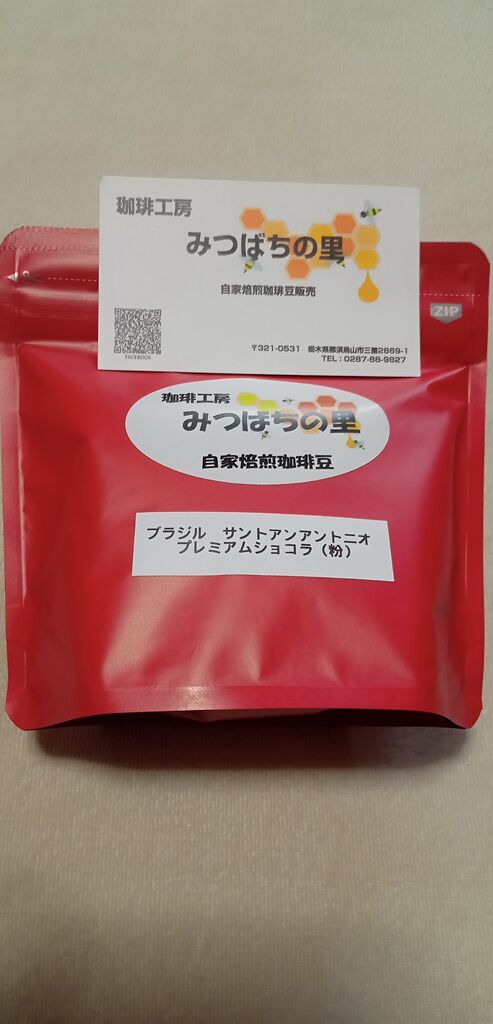 珈琲工房
みつばちの里
自家焙煎珈琲豆販売
FACEBOOK
〒321-0531 栃木県那須烏山市三箇2869-1
TEL：0287-88-9827
ZIP
珈琲工房
みつばちの里
自家焙煎珈琲豆
ブラジル　サントアンアントニオ
プレミアムショコラ（粉）